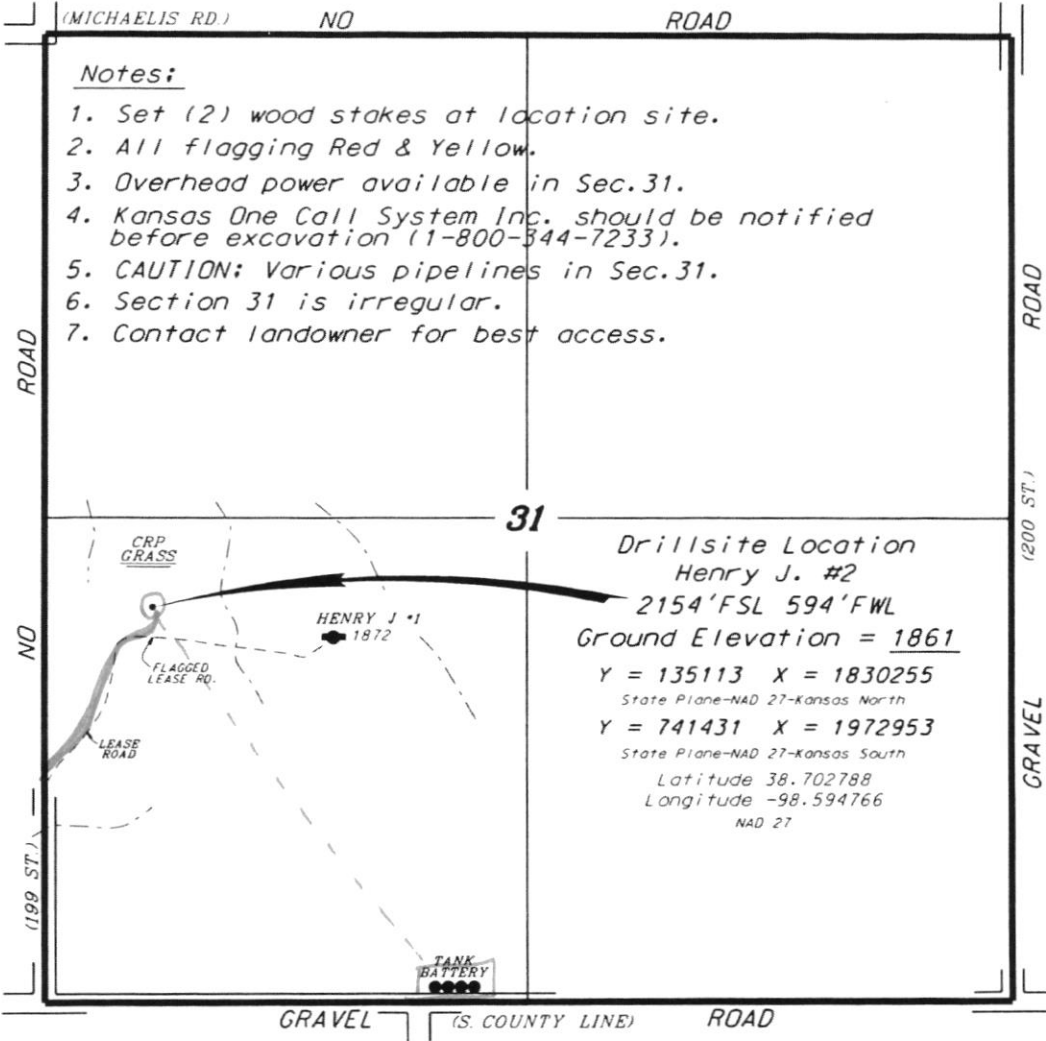 (MICHAELIS RD.) NO ROAD
Notes:
1. Set (2) wood stakes at location site.
2. All flagging Red & Yellow.
3. Overhead power available in Sec.31.
4. Kansas One Call System Inc. should be notified
before excavation (1-800-344-7233).
5. CAUTION: Various pipelines in Sec.31.
6. Section 31 is irregular.
7. Contact landowner for best access.
ROAD
NO
(199 ST.)
ROAD
(200 ST.)
GRAVEL
31
CRP
GRASS
HENRY J #1
1872
FLAGGED
LEASE RD.
LEASE
ROAD
Drillsite Location
Henry J. #2
2154'FSL 594'FWL
Ground Elevation = 1861
Y = 135113 X = 1830255
State Plane-NAD 27-Kansas North
Y = 741431 X = 1972953
State Plane-NAD 27-Kansas South
Latitude 38.702788
Longitude -98.594766
NAD 27
TANK
BATTERY
GRAVEL (S. COUNTY LINE) ROAD